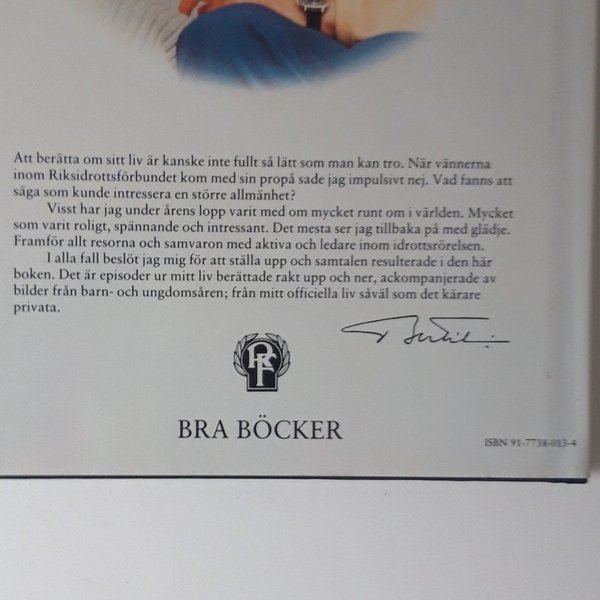 Att berätta om sitt liv är kanske inte fullt så lätt som man kan tro. När vännerna
inom Riksidrottsförbundet kom med sin propå sade jag impulsivt nej. Vad fanns att
säga som kunde intressera en större allmänhet?
Visst har jag under årens lopp varit med om mycket runt om i världen. Mycket
som varit roligt, spännande och intressant. Det mesta ser jag tillbaka på med glädje.
Framför allt resorna och samvaron med aktiva och ledare inom idrottsrörelsen.
I alla fall beslöt jag mig för att ställa upp och samtalen resulterade i den här
boken. Det är episoder ur mitt liv berättade rakt upp och ner, ackompanjerade av
bilder från barn- och ungdomsåren; från mitt officiella liv såväl som det kärare
privata.
Bertil
RF
BRA BÖCKER
ISBN 91-7738-013-4